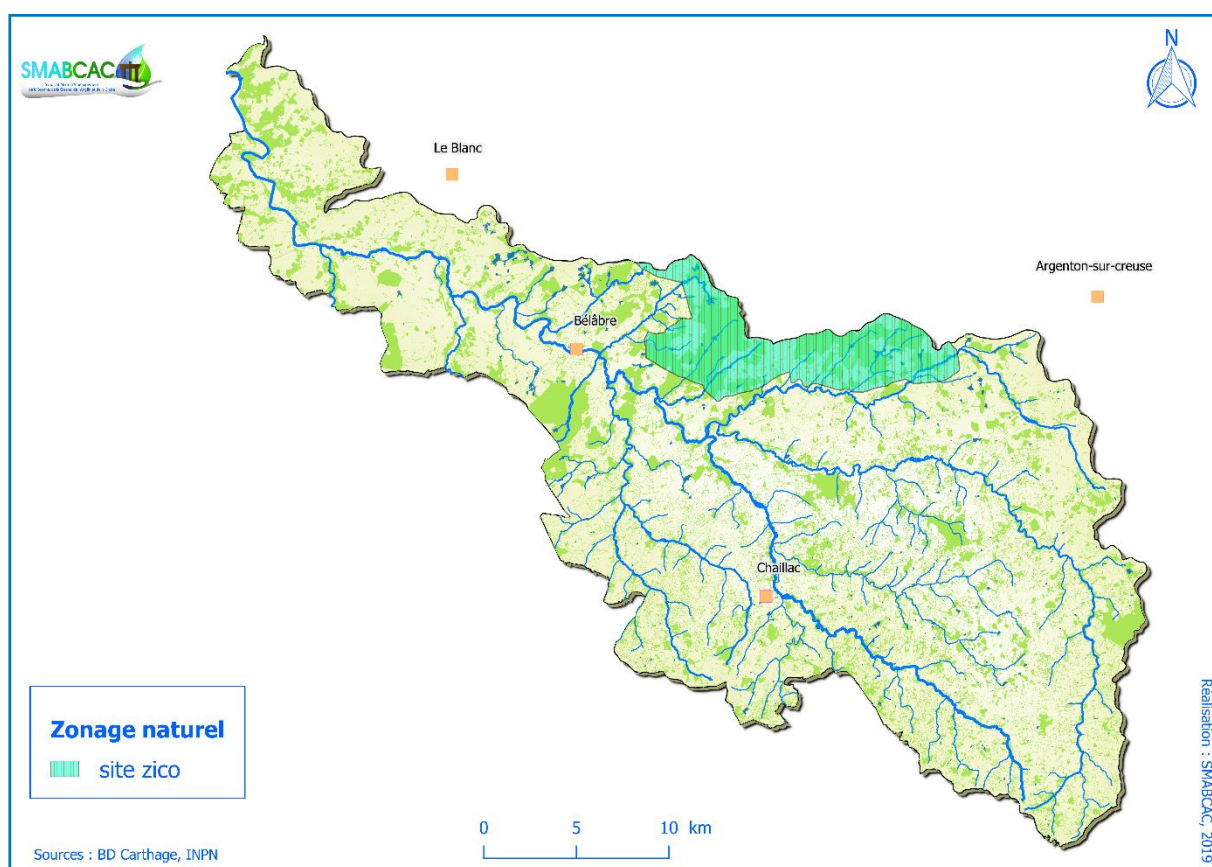 SMABCAC
N
Le Blanc
Argenton-sur-creuse
Bélâbre
Chaillac
Zonage naturel
site zico
0 5 10 km
Sources : BD Carthage, INPN
Réalisation : SMABCAC, 2019